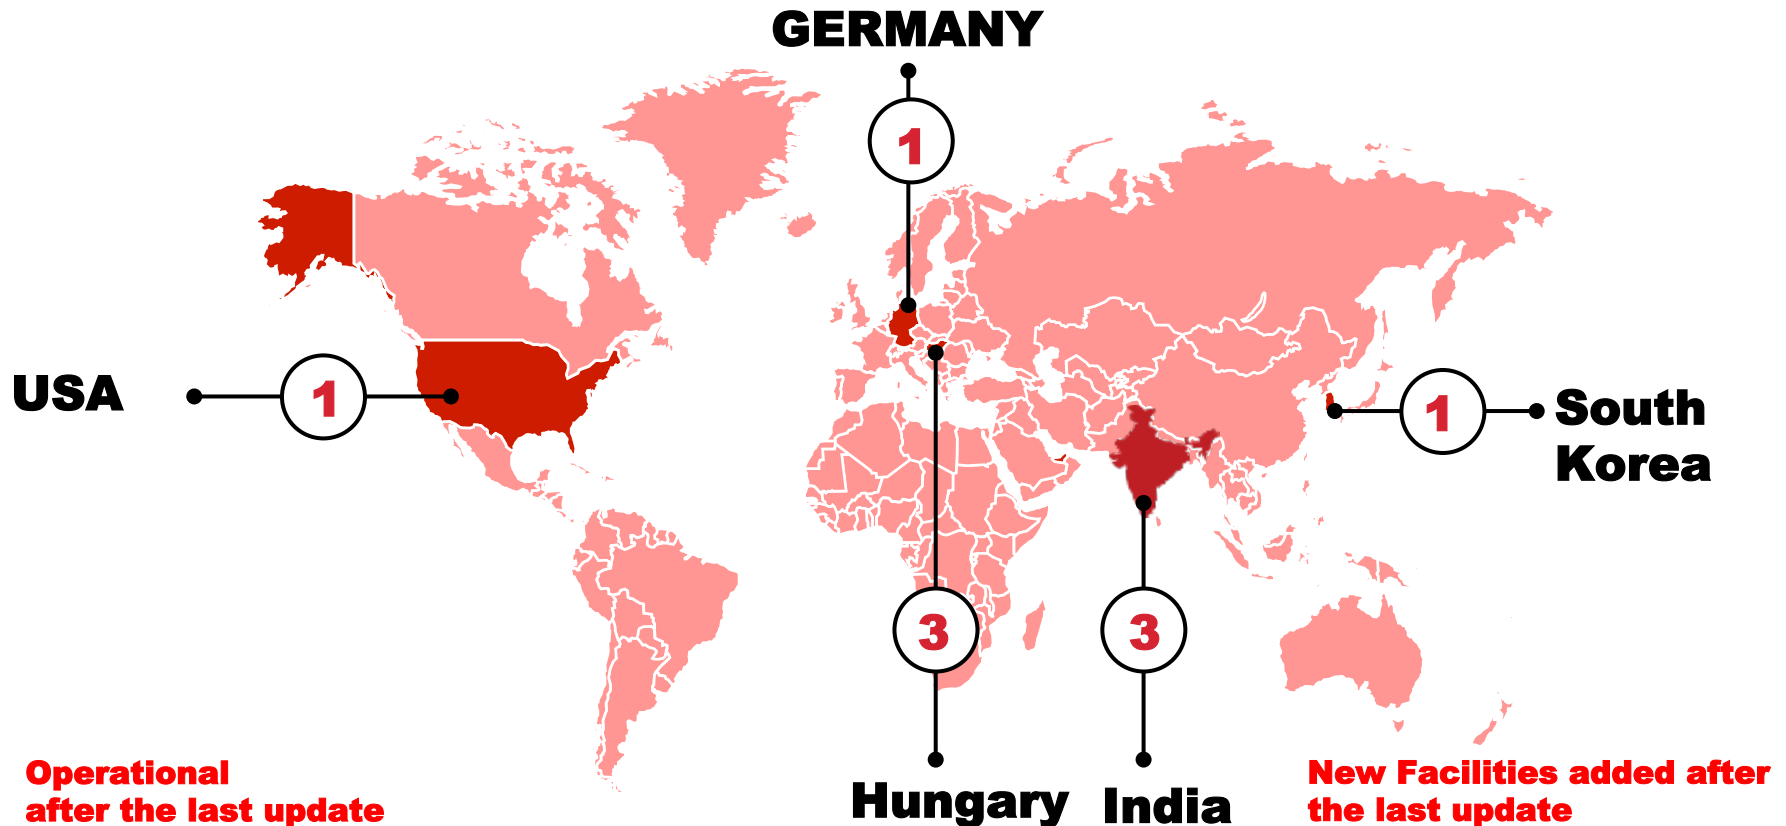 GERMANY
1
USA
1
1
South
Korea
3
3
Operational
after the last update
Hungary
India
New Facilities added after
the last update